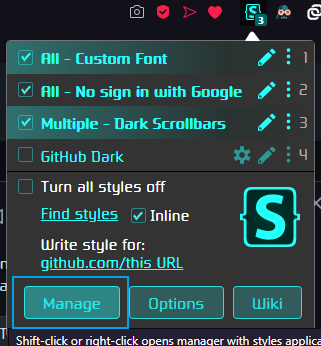 3
All - Custom Font 1
All - No sign in with Google 2
Multiple - Dark Scrollbars 3
GitHub Dark 4
Turn all styles off
Find styles Inline
Write style for:
github.com/this URL
S
Manage Options Wiki
Shift-click or right-click opens manager with styles applica